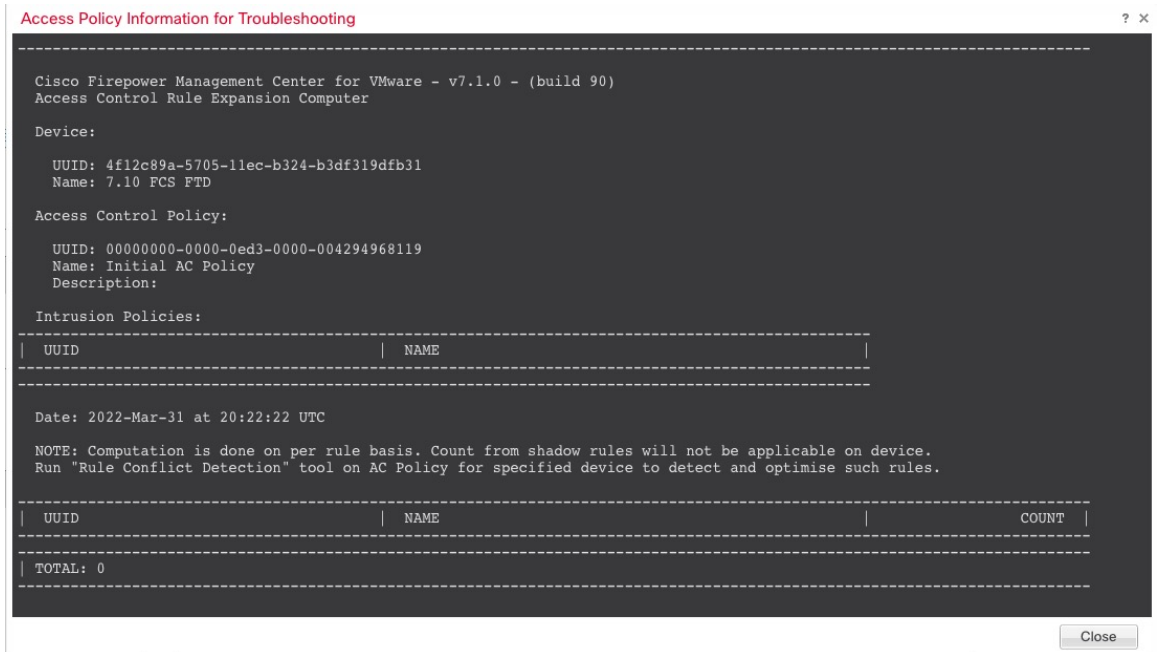 Access Policy Information for Troubleshooting ? ×
Cisco Firepower Management Center for VMware - v7.1.0 - (build 90)
Access Control Rule Expansion Computer
Device:
UUID: 4f12c89a-5705-11ec-b324-b3df319dfb31
Name: 7.10 FCS FTD
Access Control Policy:
UUID: 00000000-0000-0ed3-0000-004294968119
Name: Initial AC Policy
Description:
Intrusion Policies:
| UUID | NAME |
Date: 2022-Mar-31 at 20:22:22 UTC
NOTE: Computation is done on per rule basis. Count from shadow rules will not be applicable on device.
Run "Rule Conflict Detection" tool on AC Policy for specified device to detect and optimise such rules.
| UUID | NAME | COUNT |
| TOTAL: 0
Close